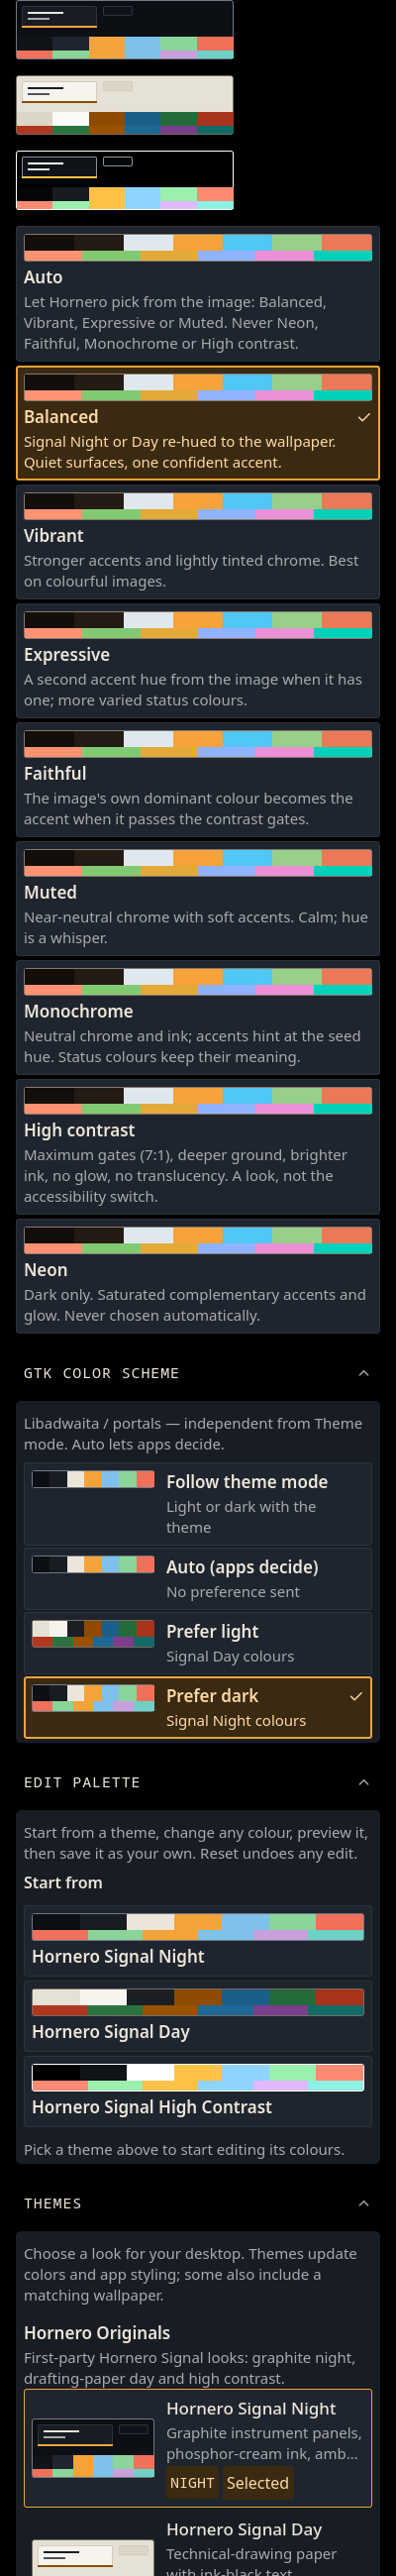 Auto
Let Hornero pick from the image: Balanced,
Vibrant, Expressive or Muted. Never Neon,
Faithful, Monochrome or High contrast.
Balanced
Signal Night or Day re-hued to the wallpaper.
Quiet surfaces, one confident accent.
Vibrant
Stronger accents and lightly tinted chrome. Best
on colourful images.
Expressive
A second accent hue from the image when it has
one; more varied status colours.
Faithful
The image's own dominant colour becomes the
accent when it passes the contrast gates.
Muted
Near-neutral chrome with soft accents. Calm; hue
is a whisper.
Monochrome
Neutral chrome and ink; accents hint at the seed
hue. Status colours keep their meaning.
High contrast
Maximum gates (7:1), deeper ground, brighter
ink, no glow, no translucency. A look, not the
accessibility switch.
Neon
Dark only. Saturated complementary accents and
glow. Never chosen automatically.
GTK COLOR SCHEME
Libadwaita / portals — independent from Theme
mode. Auto lets apps decide.
Follow theme mode
Light or dark with the
theme
Auto (apps decide)
No preference sent
Prefer light
Signal Day colours
Prefer dark
Signal Night colours
EDIT PALETTE
Start from a theme, change any colour, preview it,
then save it as your own. Reset undoes any edit.
Start from
Hornero Signal Night
Hornero Signal Day
Hornero Signal High Contrast
Pick a theme above to start editing its colours.
THEMES
Choose a look for your desktop. Themes update
colors and app styling; some also include a
matching wallpaper.
Hornero Originals
First-party Hornero Signal looks: graphite night,
drafting-paper day and high contrast.
Hornero Signal Night
Graphite instrument panels,
phosphor-cream ink, amb…
NIGHT Selected
Hornero Signal Day
Technical-drawing paper
with ink-black text